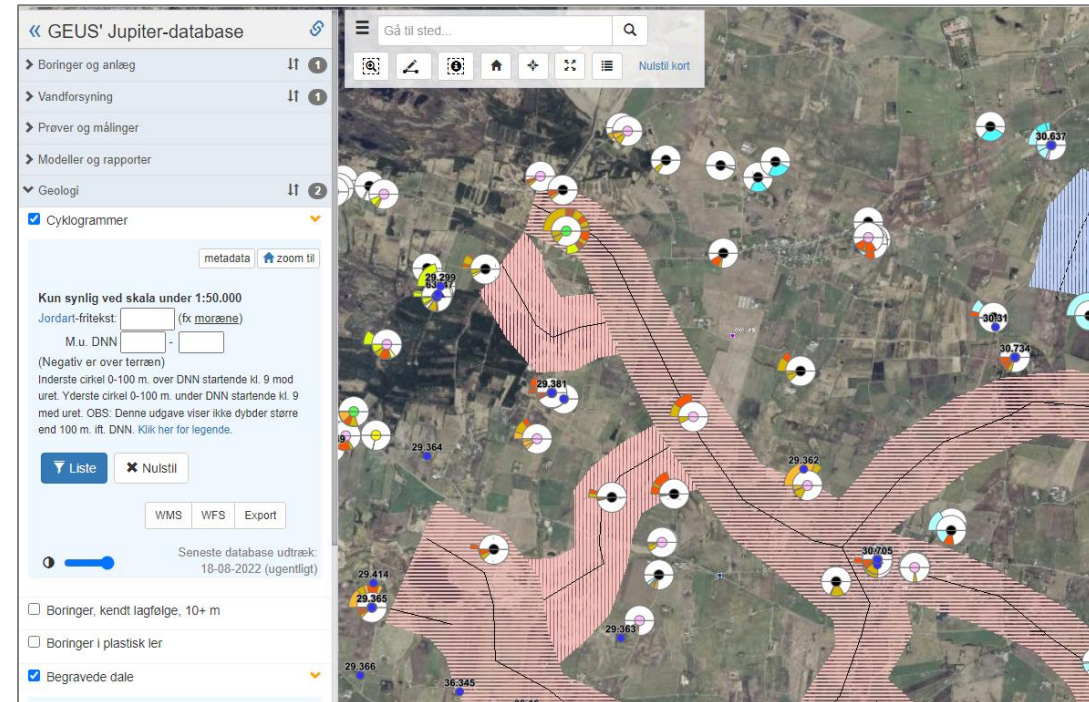 « GEUS' Jupiter-database
Boringer og anlæg 1
Vandforsyning 1
Prøver og målinger
Modeller og rapporter
Geologi 2
Cyklogrammer
metadata zoom til
Kun synlig ved skala under 1:50.000
Jordart-fritekst: (fx moræne)
M.u. DNN -
(Negativ er over terræn)
Inderste cirkel 0-100 m. over DNN startende kl. 9 mod
uret. Yderste cirkel 0-100 m. under DNN startende kl. 9
med uret. OBS: Denne udgave viser ikke dybder større
end 100 m. ift. DNN. Klik her for legende.
Liste Nulstil
WMS WFS Export
Seneste database udtræk:
18-08-2022 (ugentligt)
Boringer, kendt lagfølge, 10+ m
Boringer i plastisk ler
Begravede dale
Gå til sted...
Nulstil kort
30.637
29.299
30.31
30.734
29.381
29.364
29.362
30.705
29.414
29.365
29.363
29.366
36.345